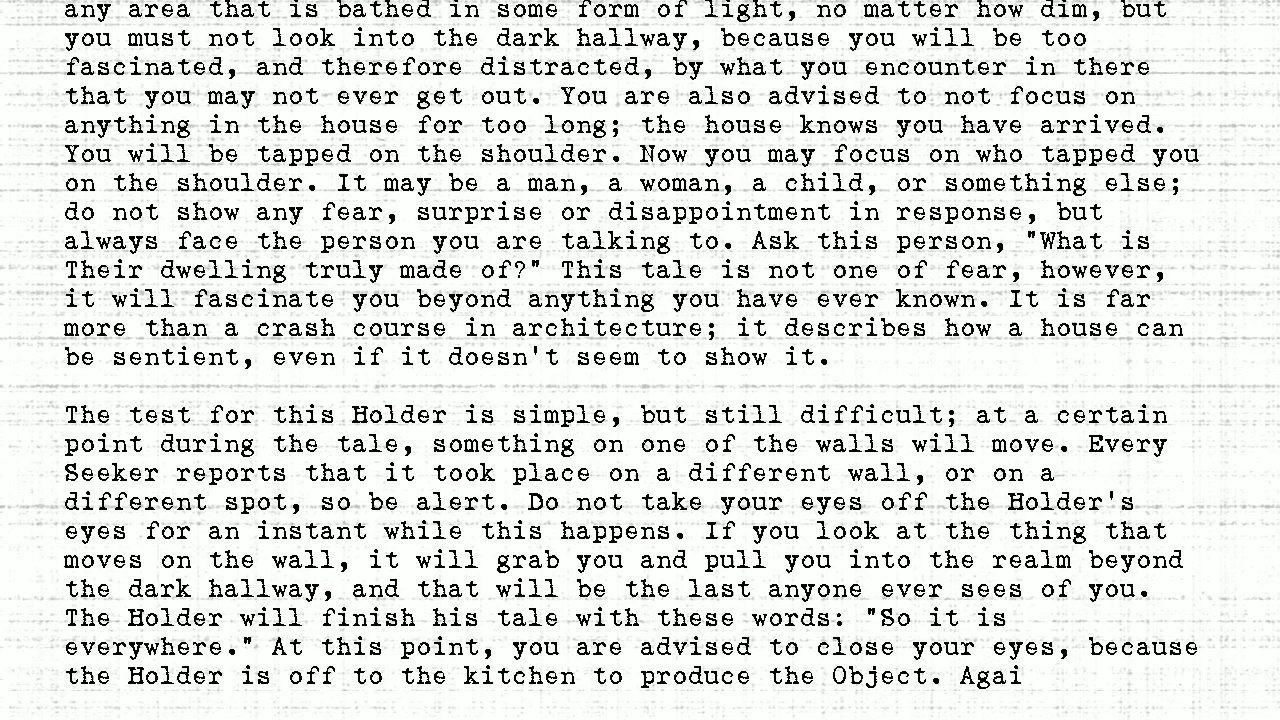 any area that is bathed in some form of light, no matter how dim, but
you must not look into the dark hallway, because you will be too
fascinated, and therefore distracted, by what you encounter in there
that you may not ever get out. You are also advised to not focus on
anything in the house for too long; the house knows you have arrived.
You will be tapped on the shoulder. Now you may focus on who tapped you
on the shoulder. It may be a man, a woman, a child, or something else;
do not show any fear, surprise or disappointment in response, but
always face the person you are talking to. Ask this person, "What is
Their dwelling truly made of?" This tale is not one of fear, however,
it will fascinate you beyond anything you have ever known. It is far
more than a crash course in architecture; it describes how a house can
be sentient, even if it doesn't seem to show it.

The test for this Holder is simple, but still difficult; at a certain
point during the tale, something on one of the walls will move. Every
Seeker reports that it took place on a different wall, or on a
different spot, so be alert. Do not take your eyes off the Holder's
eyes for an instant while this happens. If you look at the thing that
moves on the wall, it will grab you and pull you into the realm beyond
the dark hallway, and that will be the last anyone ever sees of you.
The Holder will finish his tale with these words: "So it is
everywhere." At this point, you are advised to close your eyes, because
the Holder is off to the kitchen to produce the Object. Agai